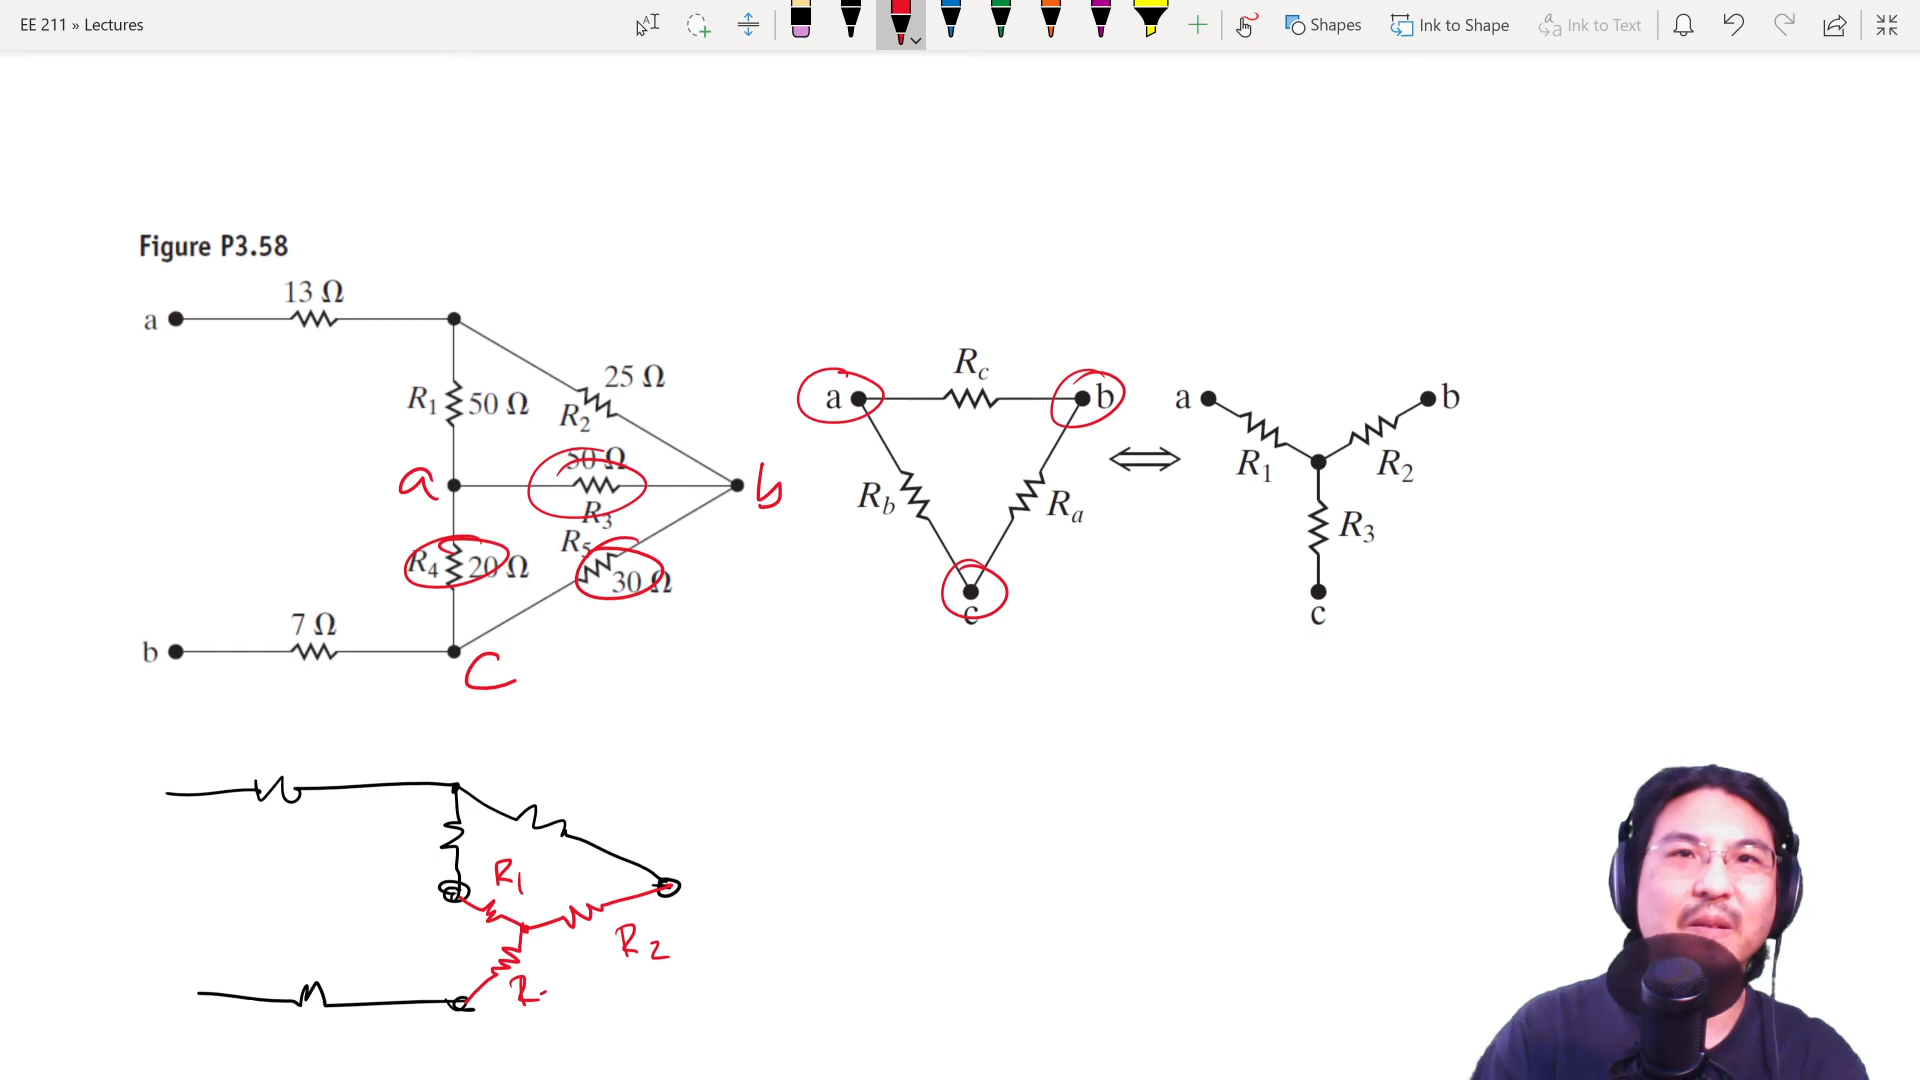 EE 211 » Lectures
Shapes
Ink to Shape
Ink to Text
Figure P3.58
13 Ω
a
25 Ω
R1 50 Ω
R2
50 Ω
a
b
R3
R5
R4 20 Ω
30 Ω
7 Ω
b
C
Rc
a
b
Rb
Ra
c
a
b
R1
R2
R3
c
R1
R2
R